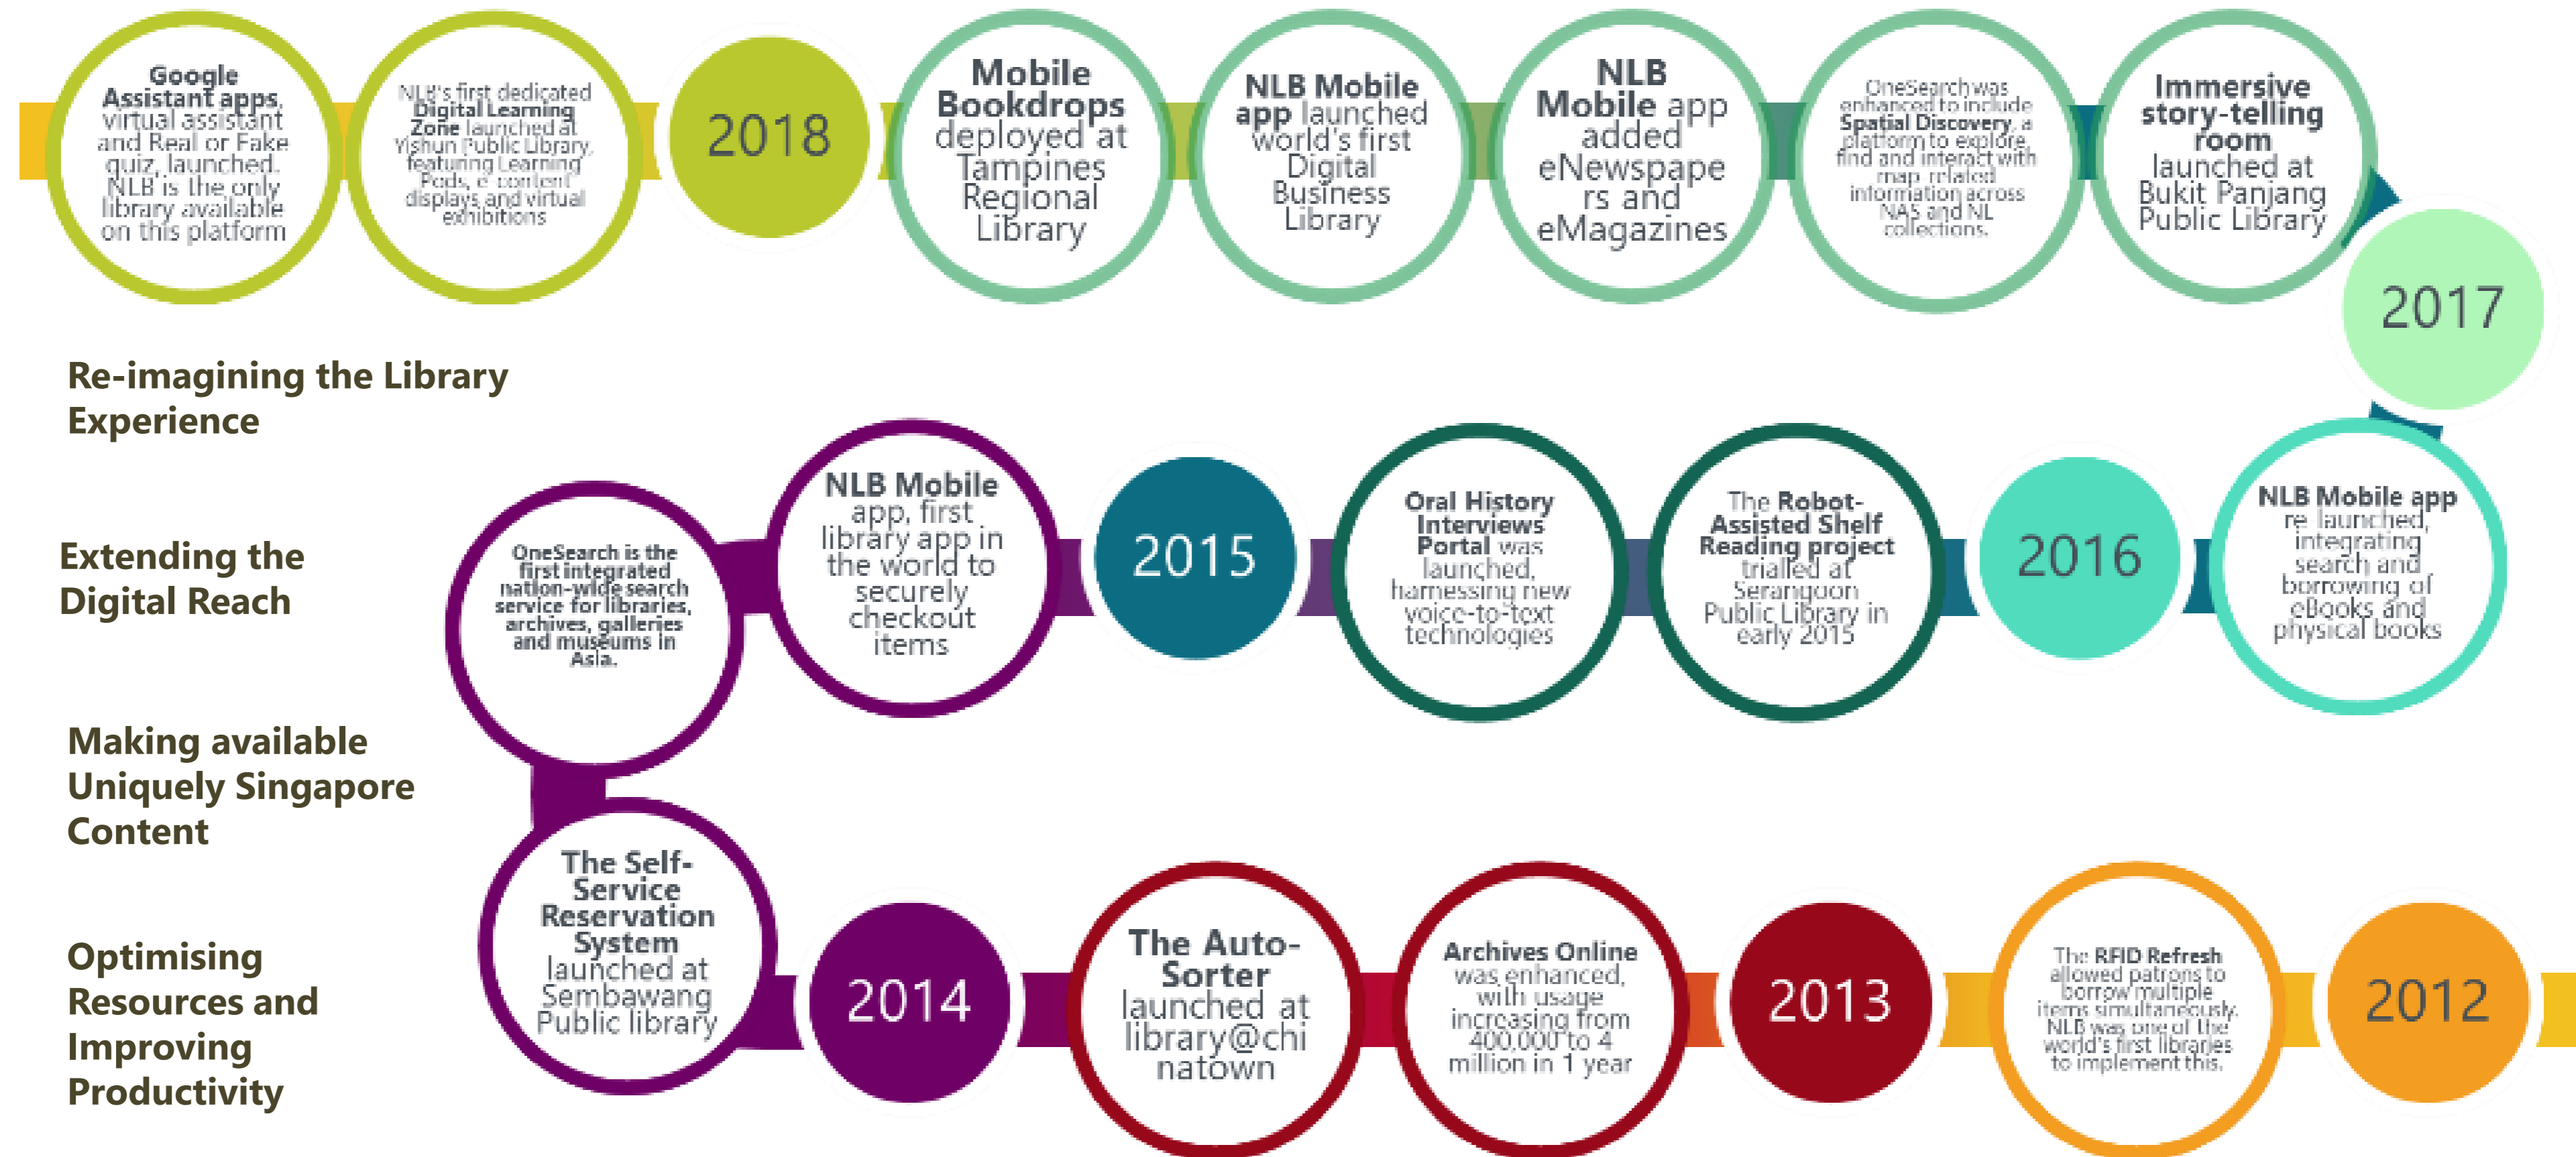 Google
Assistant apps,
virtual assistant
and Real or Fake
quiz, launched.
NLB is the only
library available
on this platform
NLB's first dedicated
Digital Learning
Zone launched at
Yishun Public Library,
featuring Learning
Pods, e-content
displays and virtual
exhibitions
2018
Mobile
Bookdrops
deployed at
Tampines
Regional
Library
NLB Mobile
app launched
world's first
Digital
Business
Library
NLB
Mobile app
added
eNewspape
rs and
eMagazines
OneSearch was
enhanced to include
Spatial Discovery, a
platform to explore,
find and interact with
map-related
information across
NAS and NL
collections.
Immersive
story-telling
room
launched at
Bukit Panjang
Public Library
2017
Re-imagining the Library
Experience
Extending the
Digital Reach
Making available
Uniquely Singapore
Content
Optimising
Resources and
Improving
Productivity
OneSearch is the
first integrated
nation-wide search
service for libraries,
archives, galleries
and museums in
Asia.
NLB Mobile
app, first
library app in
the world to
securely
checkout
items
2015
Oral History
Interviews
Portal was
launched,
harnessing new
voice-to-text
technologies
The Robot-
Assisted Shelf
Reading project
trialled at
Serangoon
Public Library in
early 2015
2016
NLB Mobile app
re launched,
integrating
search and
borrowing of
eBooks and
physical books
The Self-
Service
Reservation
System
launched at
Sembawang
Public library
2014
The Auto-
Sorter
launched at
library@chi
natown
Archives Online
was enhanced,
with usage
increasing from
400,000 to 4
million in 1 year
2013
The RFID Refresh
allowed patrons to
borrow multiple
items simultaneously.
NLB was one of the
world's first libraries
to implement this.
2012